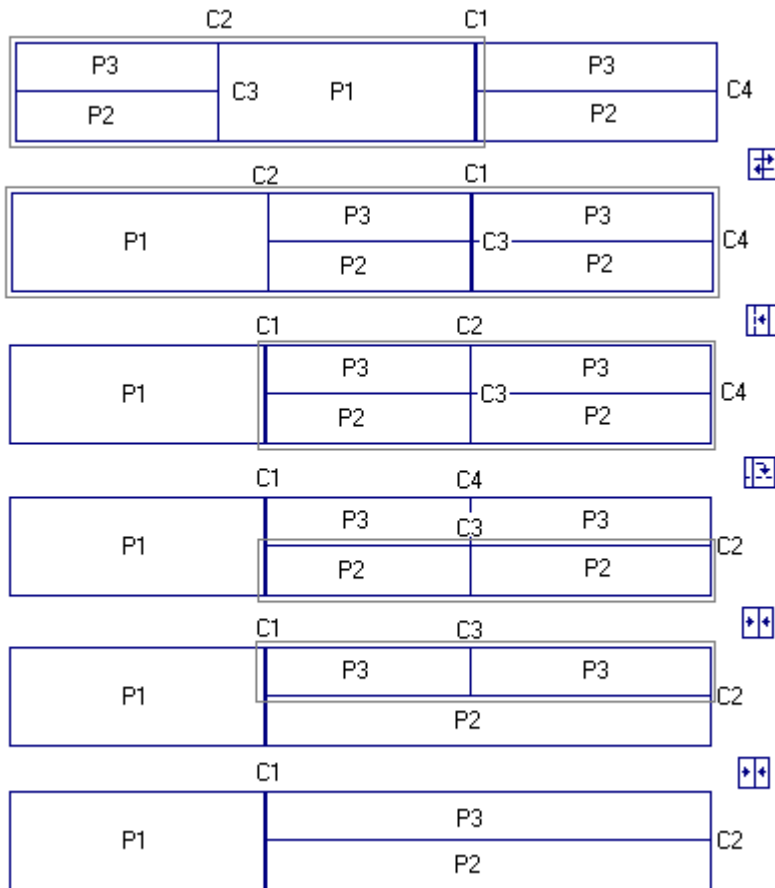 C2 C1
P3 P3
C3 P1 C4
P2 P2
C2 C1
P3 P3
P1 C3 C4
P2 P2
C1 C2
P3 P3
P1 C3 C4
P2 P2
C1 C4
P3 P3
C3
P1 C2
P2 P2
C1 C3
P3 P3
P1 C2
P2
C1
P3
P1 C2
P2